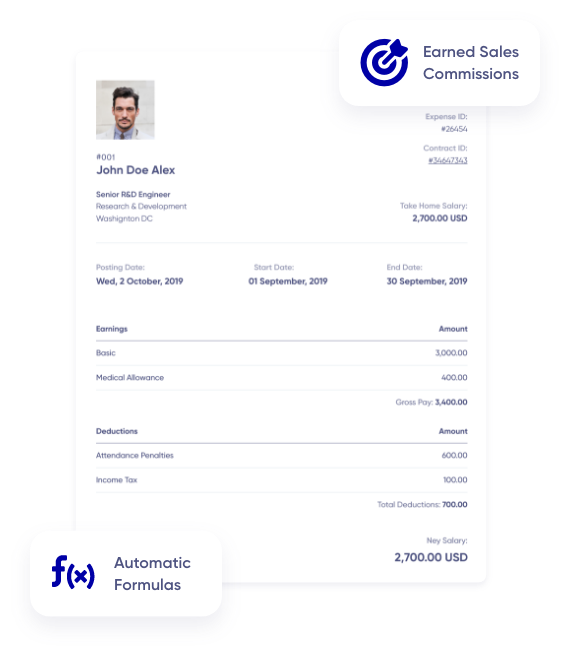 Earned Sales
Commissions
Expense ID:
#26454
Contract ID:
#34647343
#001
John Doe Alex
Senior R&D Engineer
Research & Development
Washignton DC
Take Home Salary:
2,700.00 USD
Posting Date: Start Date: End Date:
Wed, 2 October, 2019 01 September, 2019 30 September, 2019
Earnings Amount
Basic 3,000.00
Medical Allowance 400.00
Gross Pay: 3,400.00
Deductions Amount
Attendance Penalties 600.00
Income Tax 100.00
Total Deductions: 700.00
Ney Salary:
2,700.00 USD
f(x)
Automatic
Formulas